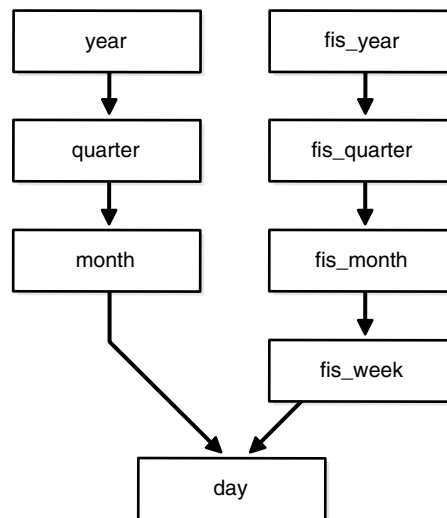 year
fis_year
quarter
fis_quarter
month
fis_month
fis_week
day